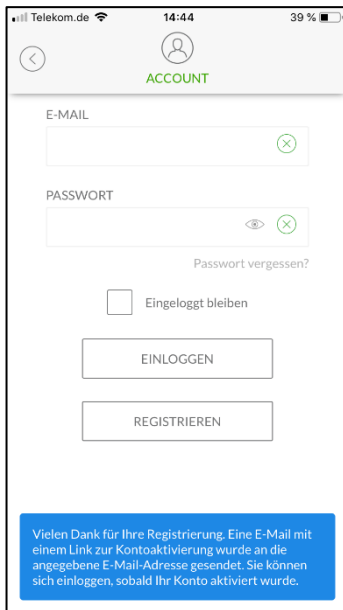 Telekom.de 14:44 39 %
ACCOUNT
E-MAIL
PASSWORT
Passwort vergessen?
Eingeloggt bleiben
EINLOGGEN
REGISTRIEREN
Vielen Dank für Ihre Registrierung. Eine E-Mail mit
einem Link zur Kontoaktivierung wurde an die
angegebene E-Mail-Adresse gesendet. Sie können
sich einloggen, sobald Ihr Konto aktiviert wurde.